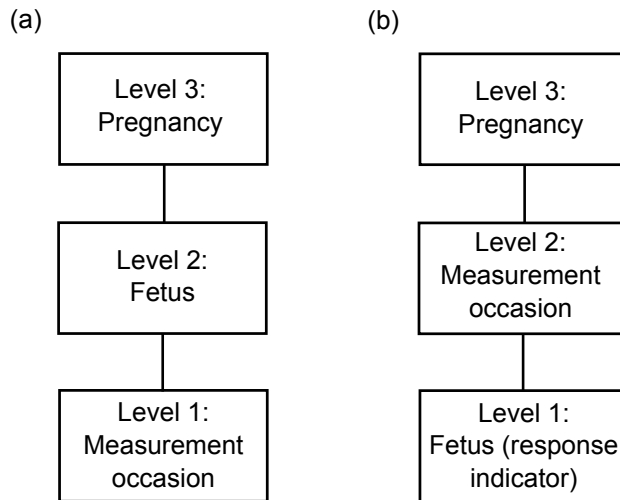 (a)
Level 3:
Pregnancy
Level 2:
Fetus
Level 1:
Measurement
occasion
(b)
Level 3:
Pregnancy
Level 2:
Measurement
occasion
Level 1:
Fetus (response
indicator)